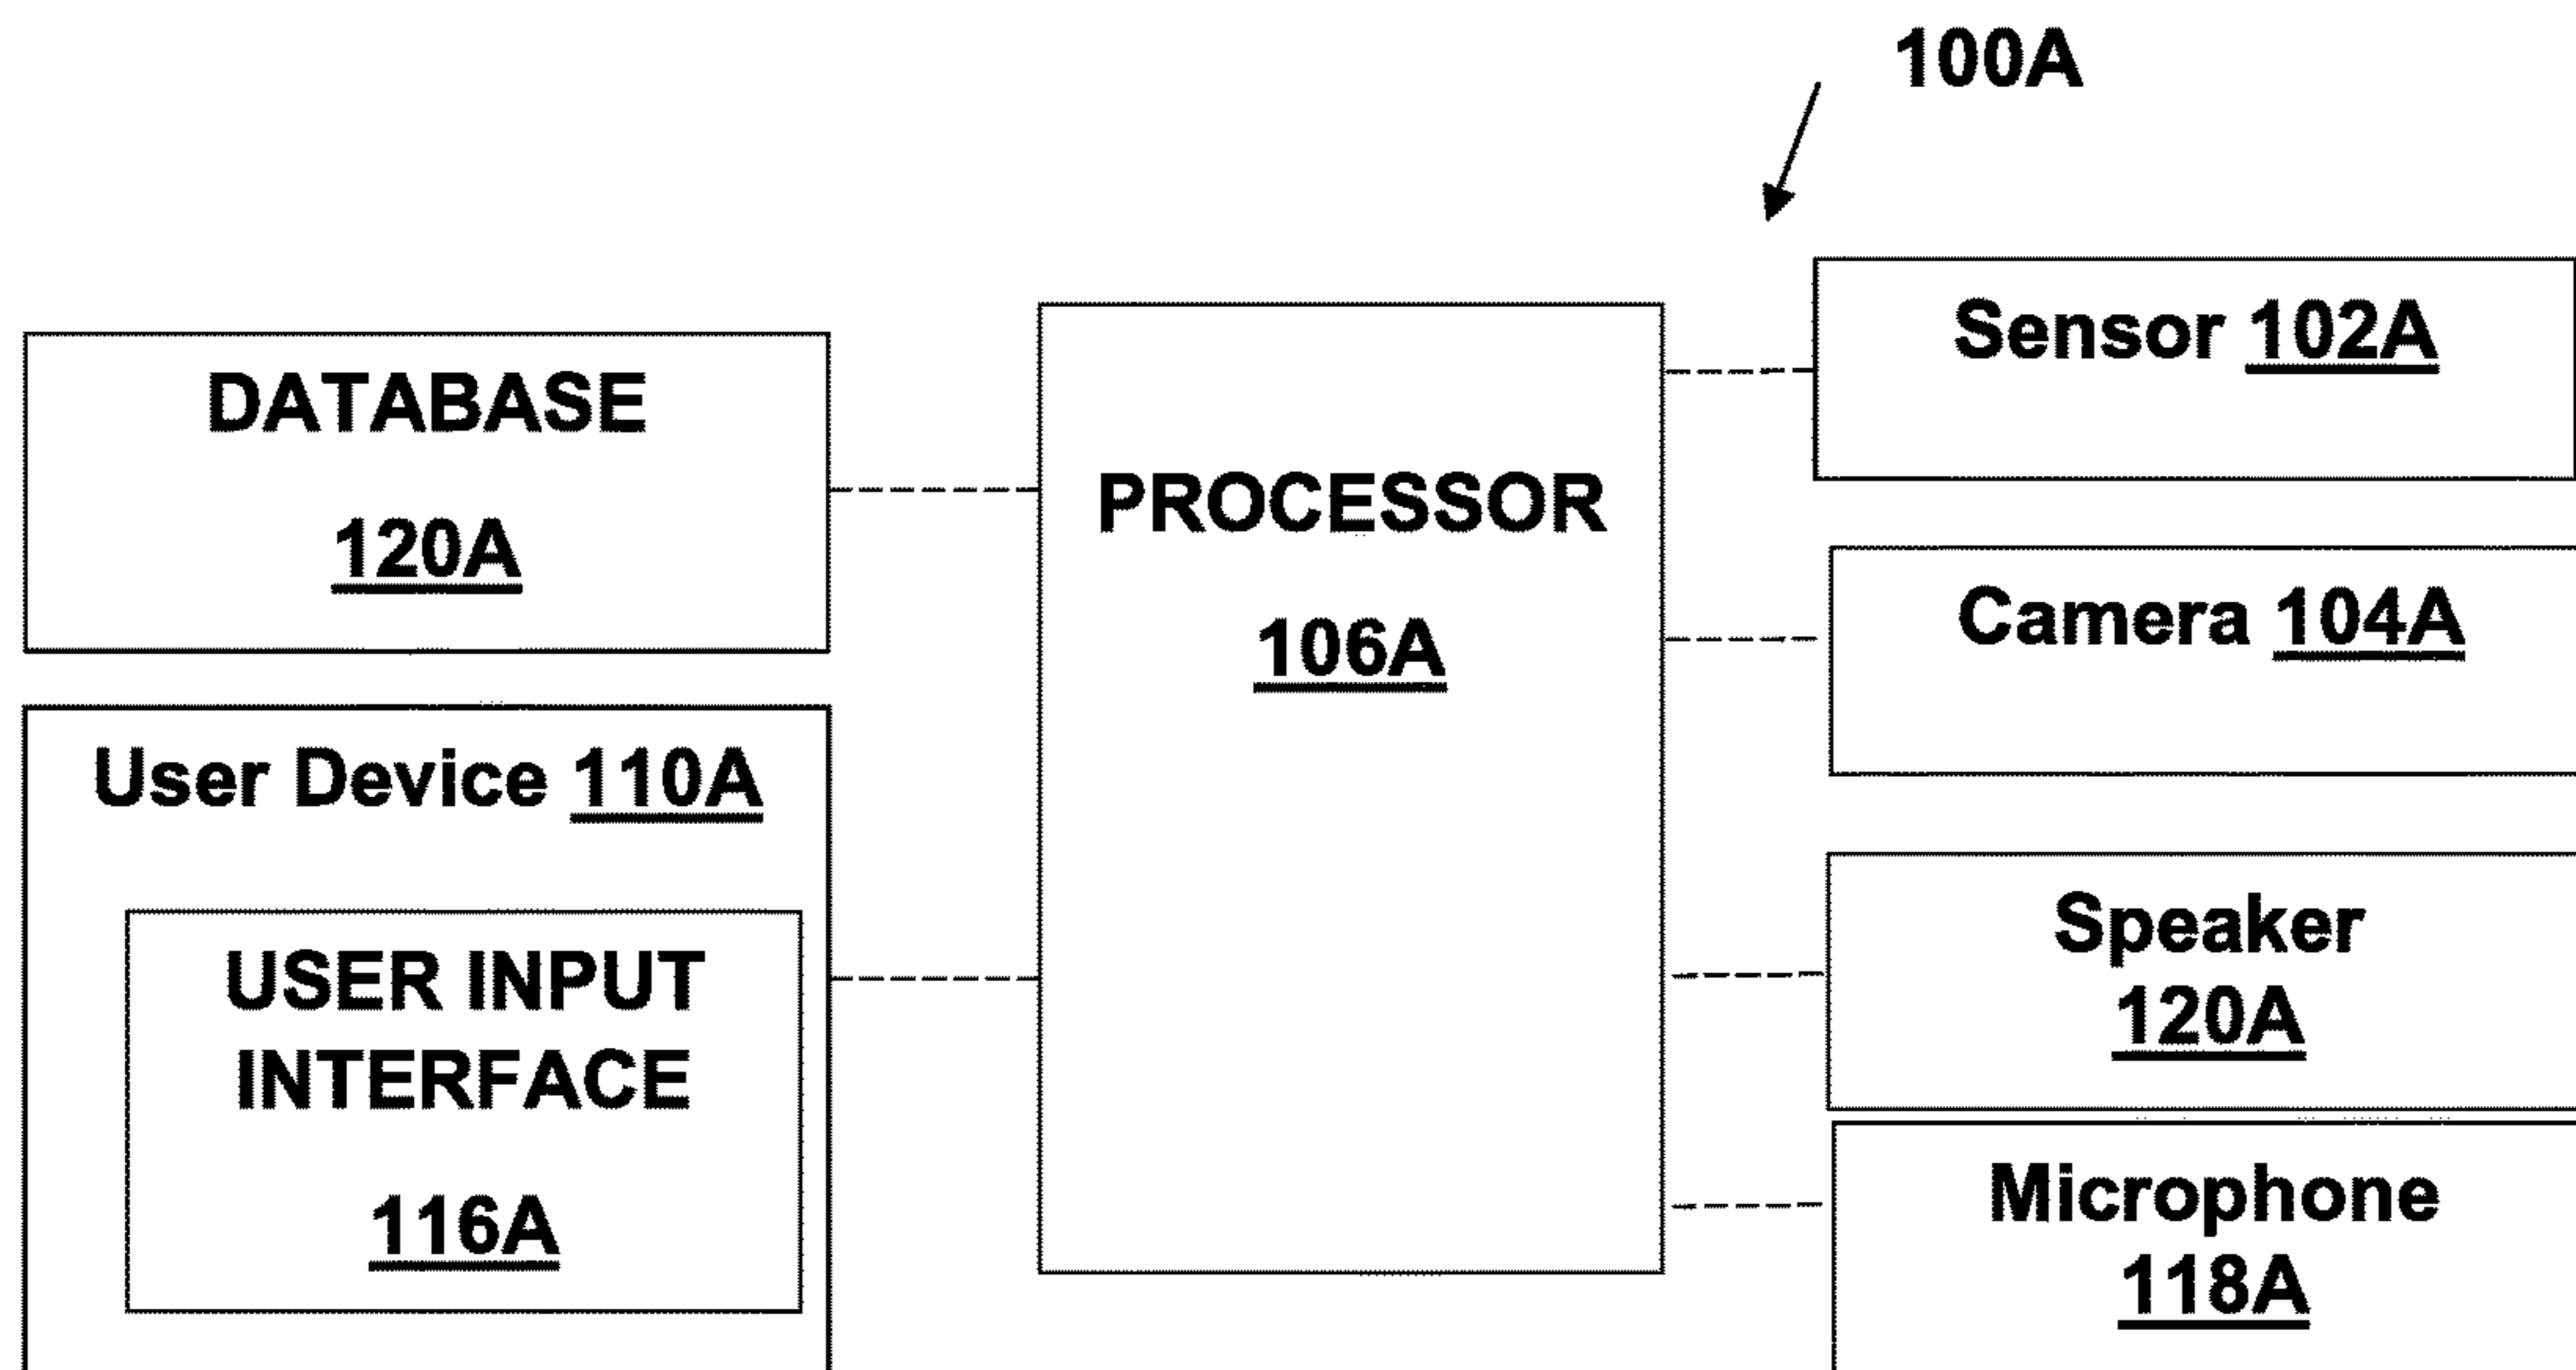 100A
DATABASE
120A
User Device 110A
USER INPUT
INTERFACE
116A
PROCESSOR
106A
Sensor 102A
Camera 104A
Speaker
120A
Microphone
118A